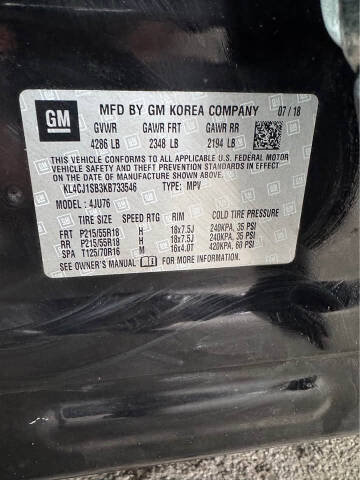 GM
MFD BY GM KOREA COMPANY 07 / 18
GVWR GAWR FRT GAWR RR
4286 LB 2348 LB 2194 LB
THIS VEHICLE CONFORMS TO ALL APPLICABLE U.S. FEDERAL MOTOR
VEHICLE SAFETY, BUMPER, AND THEFT PREVENTION STANDARDS IN
EFFECT ON THE DATE OF MANUFACTURE SHOWN ABOVE.
KL4CJ1SB3KB733546 TYPE: MPV
MODEL: 4JU76
TIRE SIZE SPEED RTG RIM COLD TIRE PRESSURE
FRT P215/55R18 H 18x7.5J 240KPA, 35 PSI
RR P215/55R18 H 18x7.5J 240KPA, 35 PSI
SPA T125/70R16 M 16x4.0T 420KPA, 60 PSI
SEE OWNER'S MANUAL FOR MORE INFORMATION.